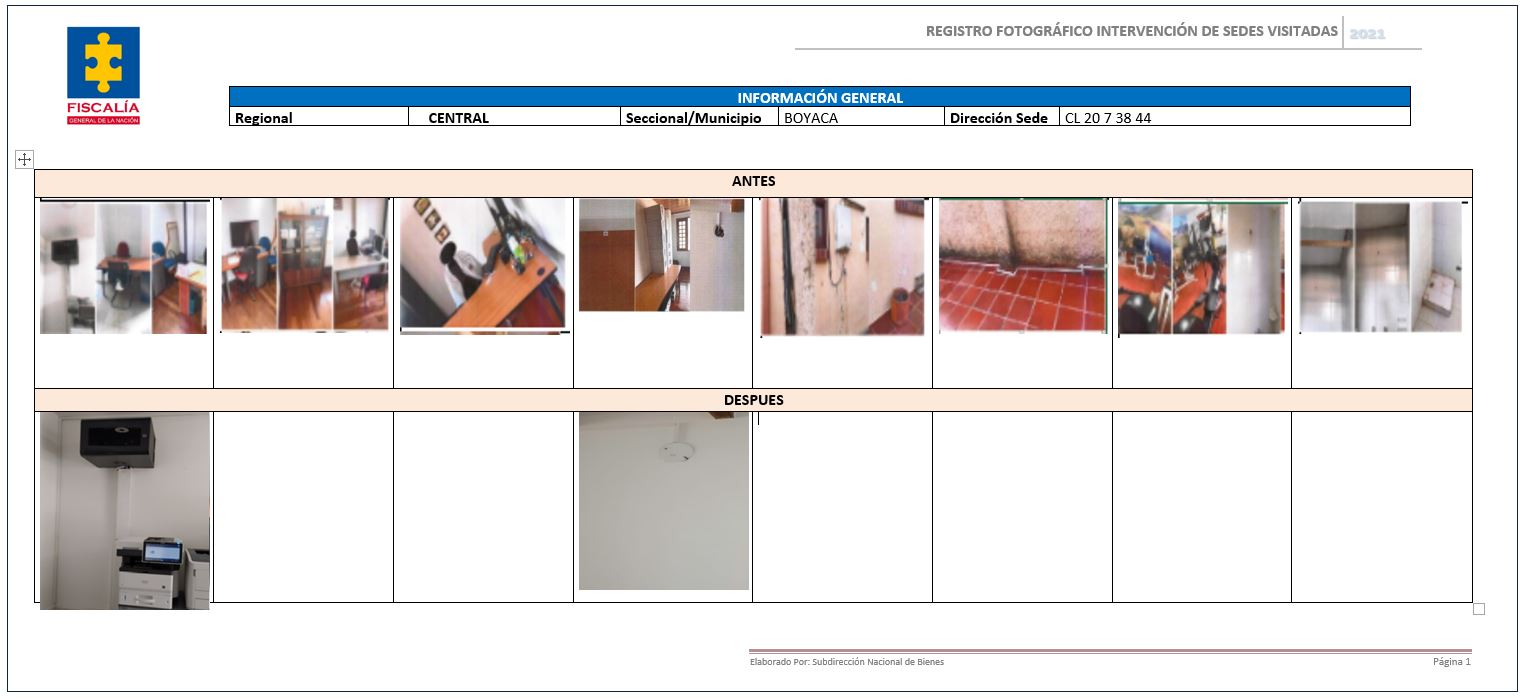 REGISTRO FOTOGRÁFICO INTERVENCIÓN DE SEDES VISITADAS 2021
FISCALÍA
GENERAL DE LA NACIÓN
INFORMACIÓN GENERAL
Regional CENTRAL Seccional/Municipio BOYACA Dirección Sede CL 20 7 38 44
ANTES
DESPUES
Elaborado Por: Subdirección Nacional de Bienes Página 1